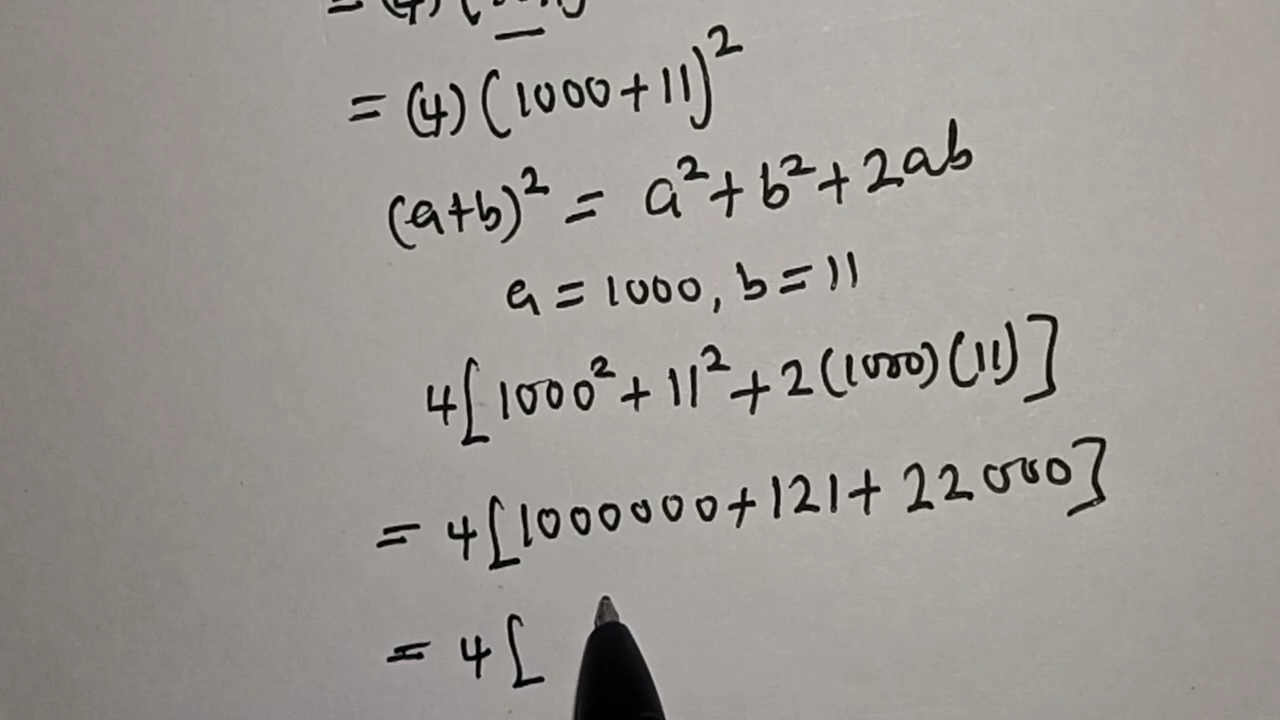 = (4) (1000+11)²
(a+b)² = a²+b²+2ab
a = 1000, b = 11
4[1000²+11²+2(1000)(11)]
= 4[1000000+121+22000]
= 4[